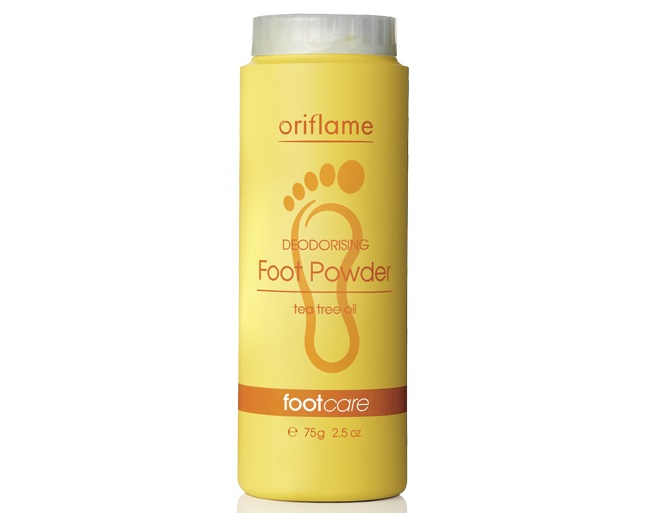 oriflame
DEODORISING
Foot Powder
tea tree oil
footcare
℮ 75g 2.5 oz